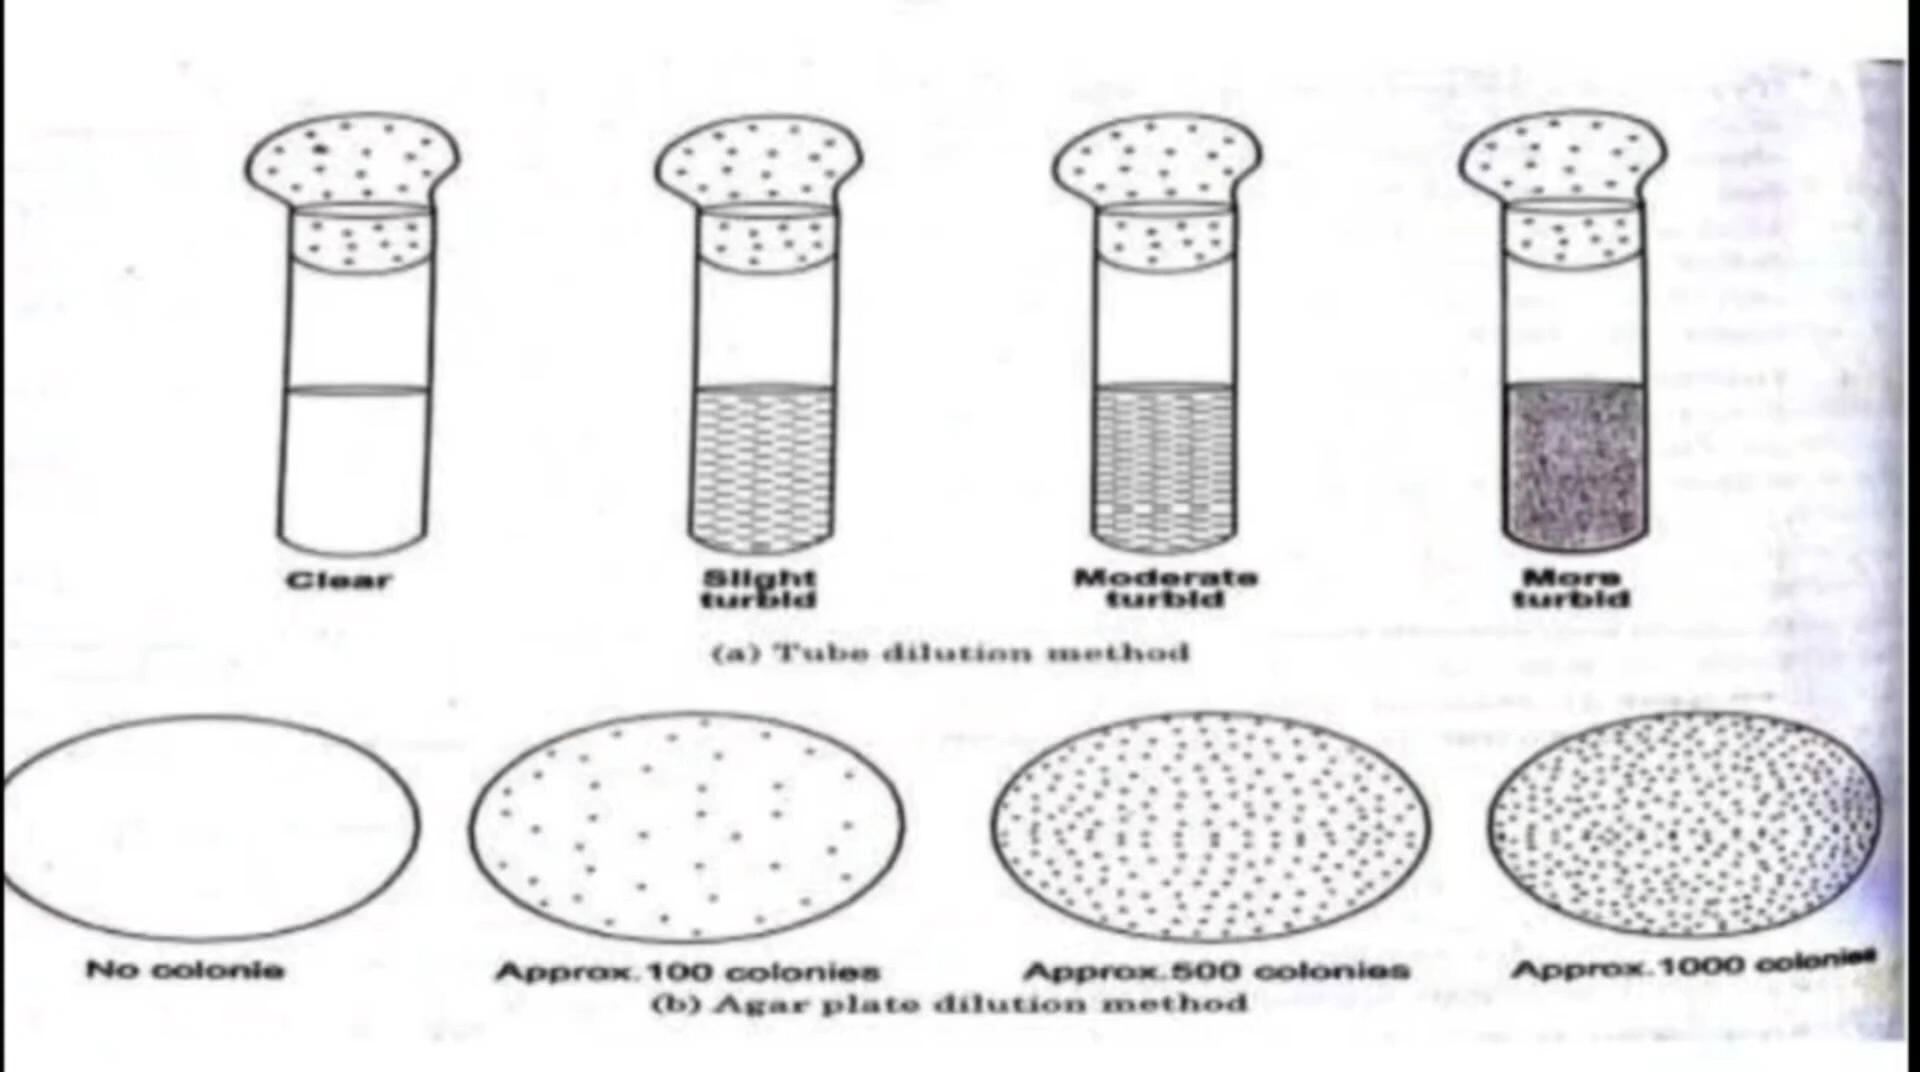 Clear
Slight
turbid
Moderate
turbid
More
turbid
(a) Tube dilution method
No colonie
Approx.100 colonies
Approx.500 colonies
Approx.1000 colonies
(b) Agar plate dilution method